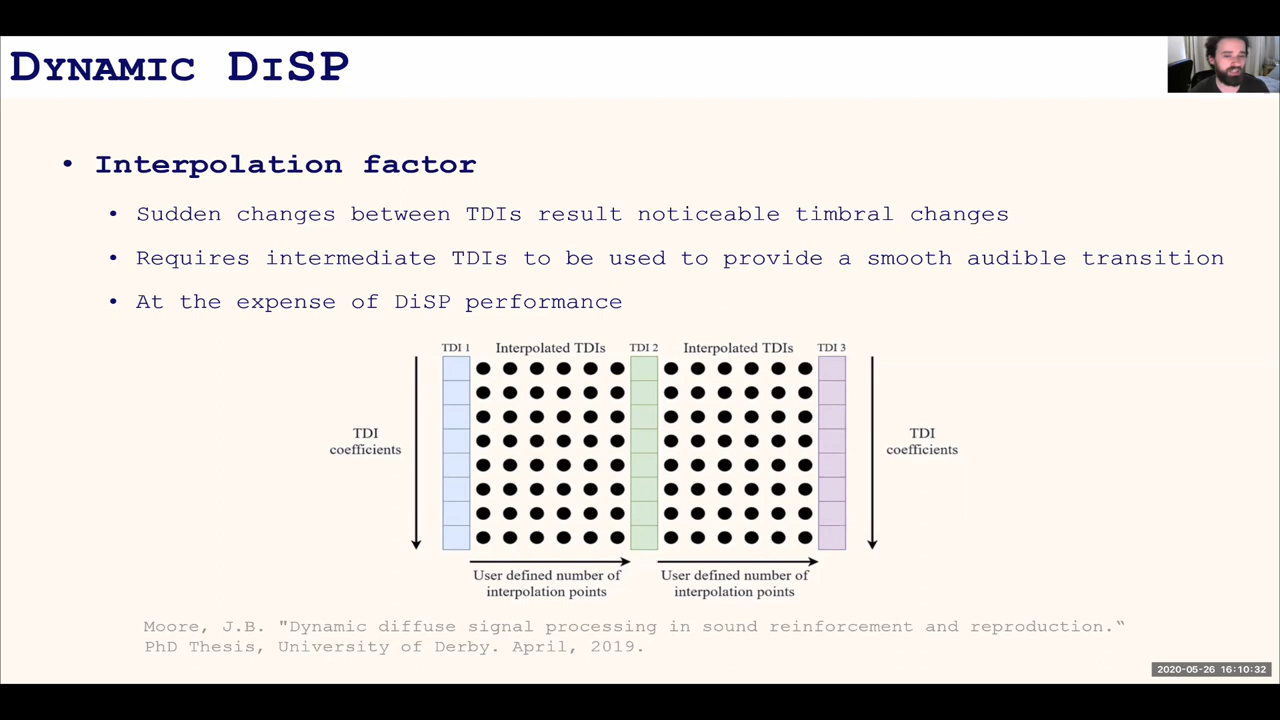 DYNAMIC DISP
• Interpolation factor
• Sudden changes between TDIs result noticeable timbral changes
• Requires intermediate TDIs to be used to provide a smooth audible transition
• At the expense of DiSP performance
TDI 1 Interpolated TDIs TDI 2 Interpolated TDIs TDI 3
TDI
coefficients
TDI
coefficients
User defined number of
interpolation points
User defined number of
interpolation points
Moore, J.B. "Dynamic diffuse signal processing in sound reinforcement and reproduction.“
PhD Thesis, University of Derby. April, 2019.
2020-05-26 16:10:32